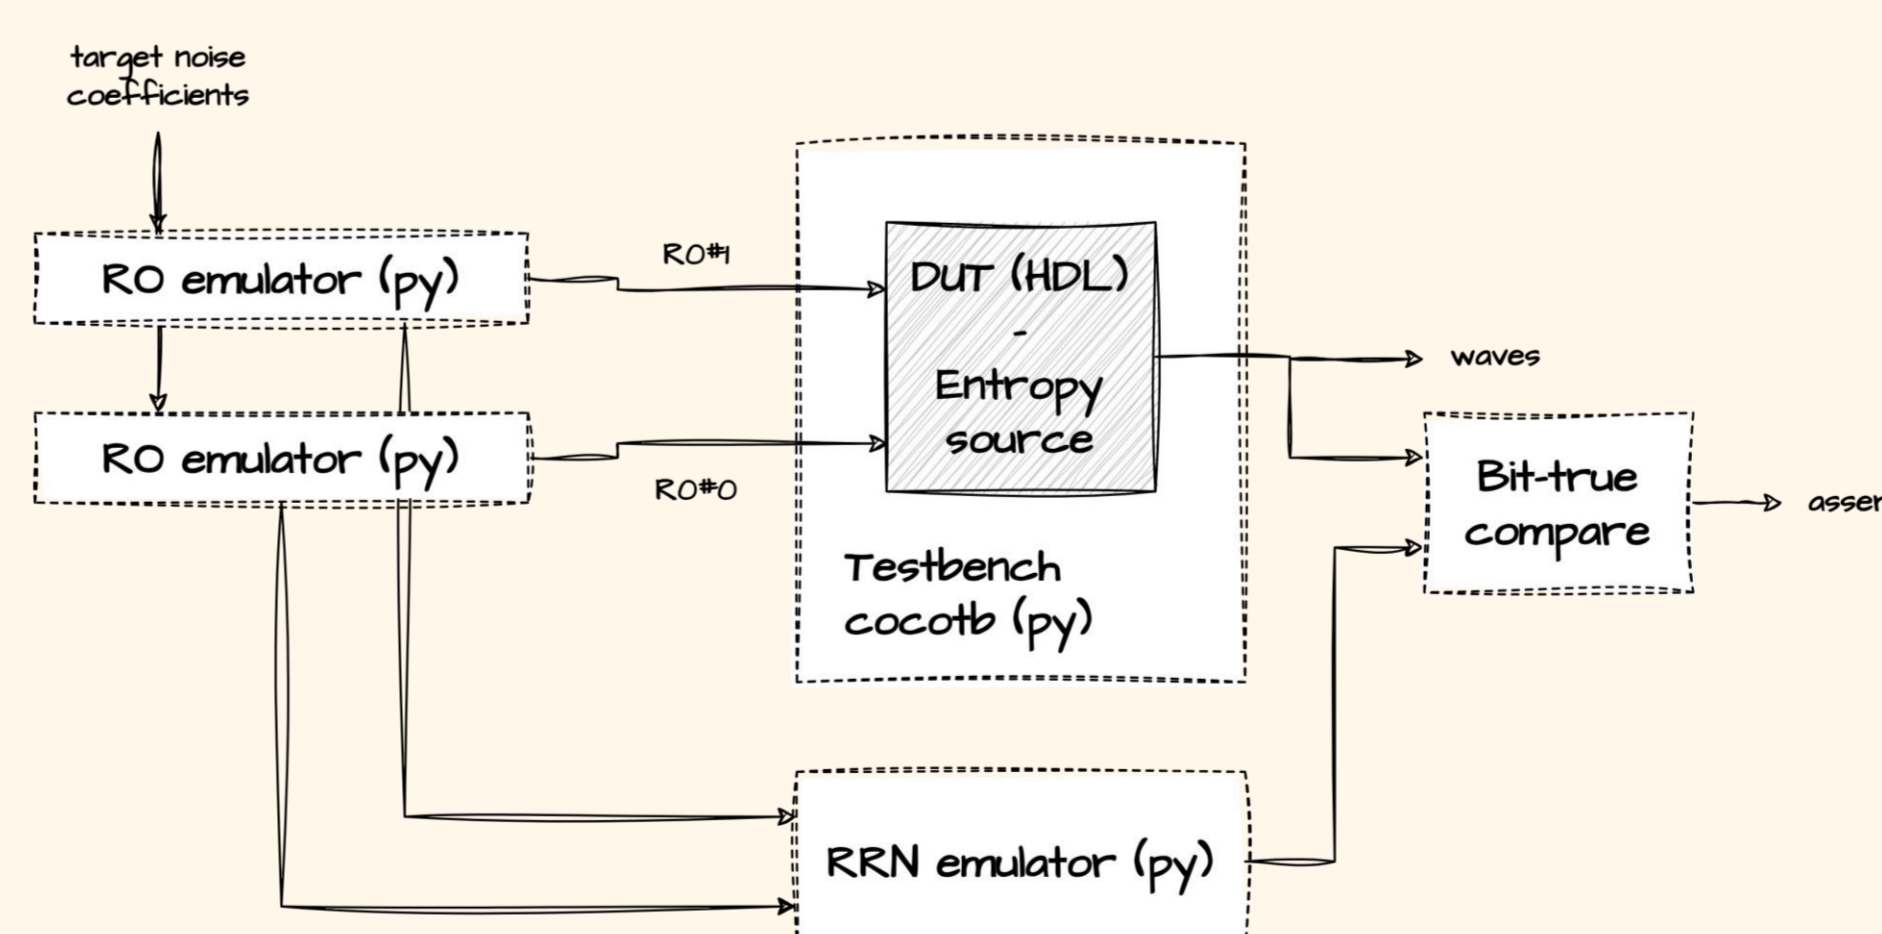 target noise
coefficients
RO emulator (py)
RO#1
RO emulator (py)
RO#0
DUT (HDL)
-
Entropy
source
Testbench
cocotb (py)
waves
Bit-true
compare
RRN emulator (py)